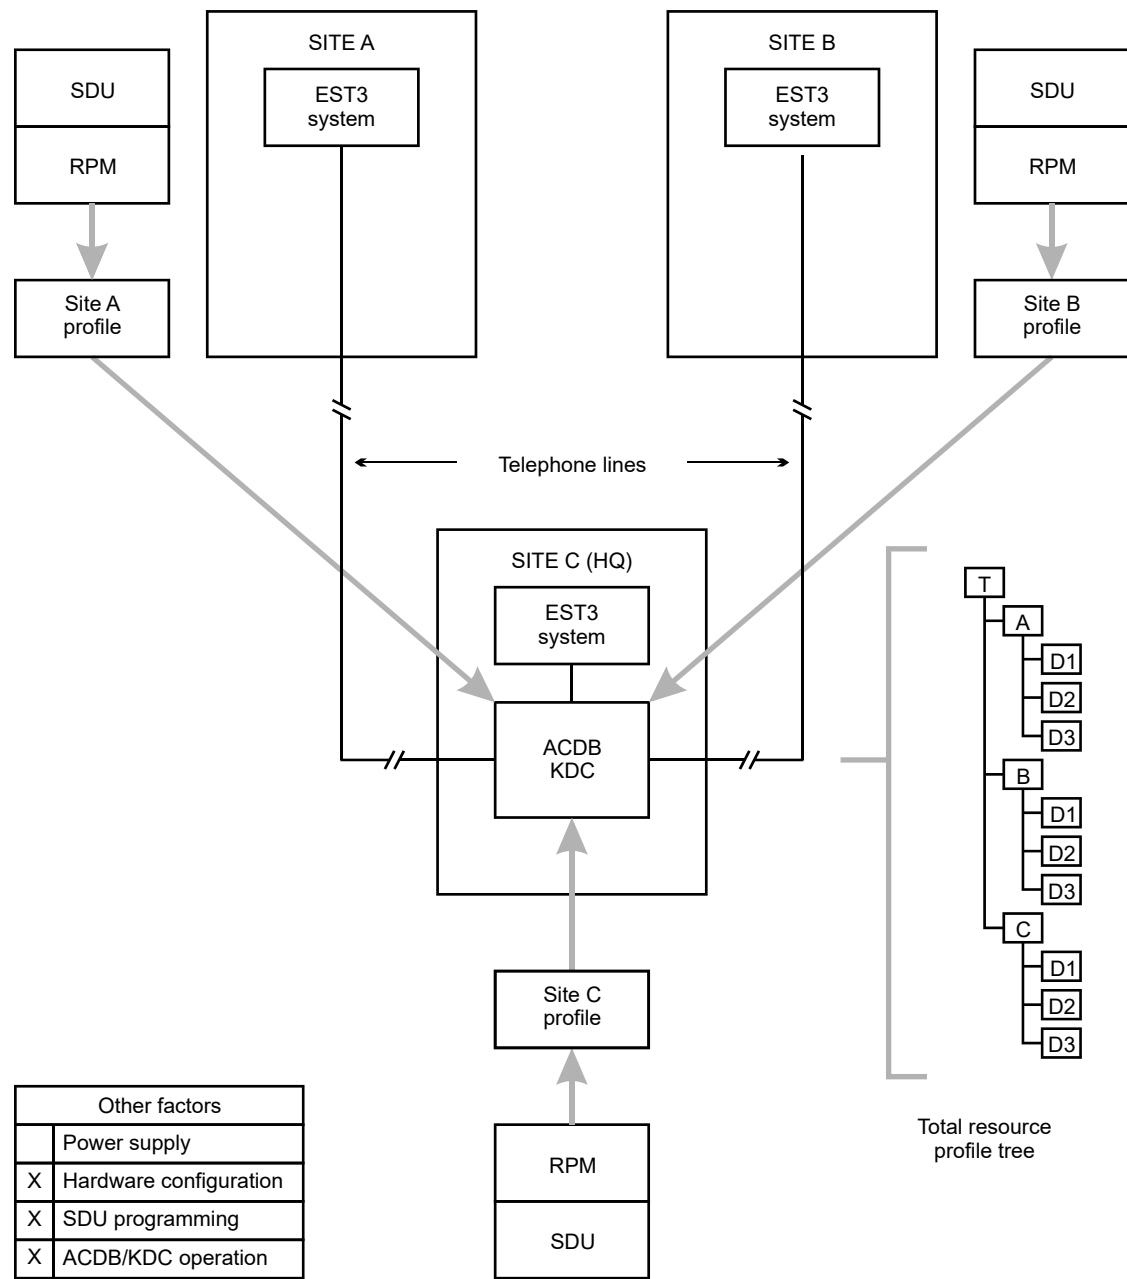 SITE A
SITE B
SDU
EST3
system
EST3
system
SDU
RPM
RPM
Site A
profile
Site B
profile
Telephone lines
SITE C (HQ)
EST3
system
ACDB
KDC
T
A
D1
D2
D3
B
D1
D2
D3
C
D1
D2
D3
Site C
profile
Total resource
profile tree
RPM
SDU
Other factors
Power supply
X Hardware configuration
X SDU programming
X ACDB/KDC operation